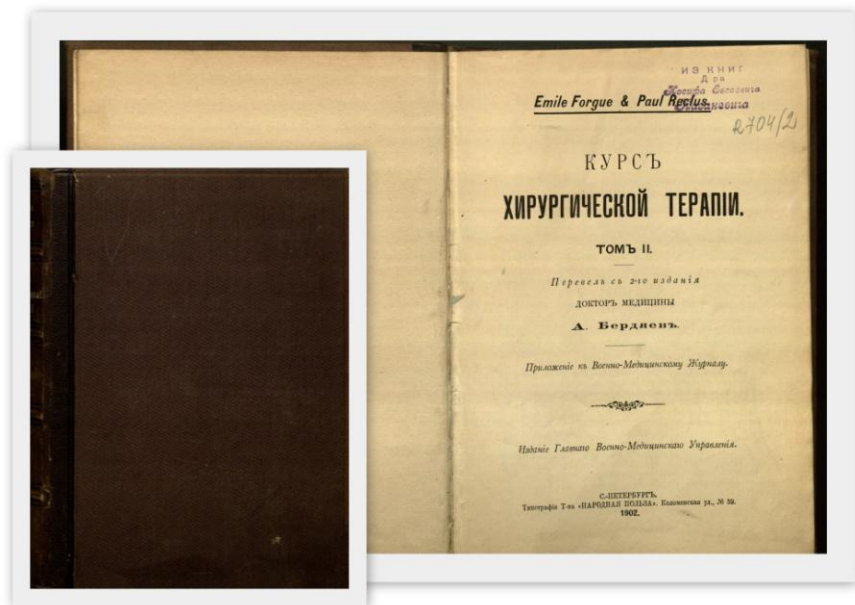 ИЗ КНИГ
Д-ра
Emile Forgue & Paul Reclus.
2704/2
КУРСЪ
ХИРУРГИЧЕСКОЙ ТЕРАПІИ.
ТОМЪ II.
Перевелъ съ 2-го изданія
ДОКТОРЪ МЕДИЦИНЫ
А. Бердяевъ.
Приложеніе къ Военно-Медицинскому Журналу.
Изданіе Главнаго Военно-Медицинскаго Управленія.
С.-ПЕТЕРБУРГЪ.
Типографія Т-ва «НАРОДНАЯ ПОЛЬЗА», Коломенская ул., № 39.
1902.